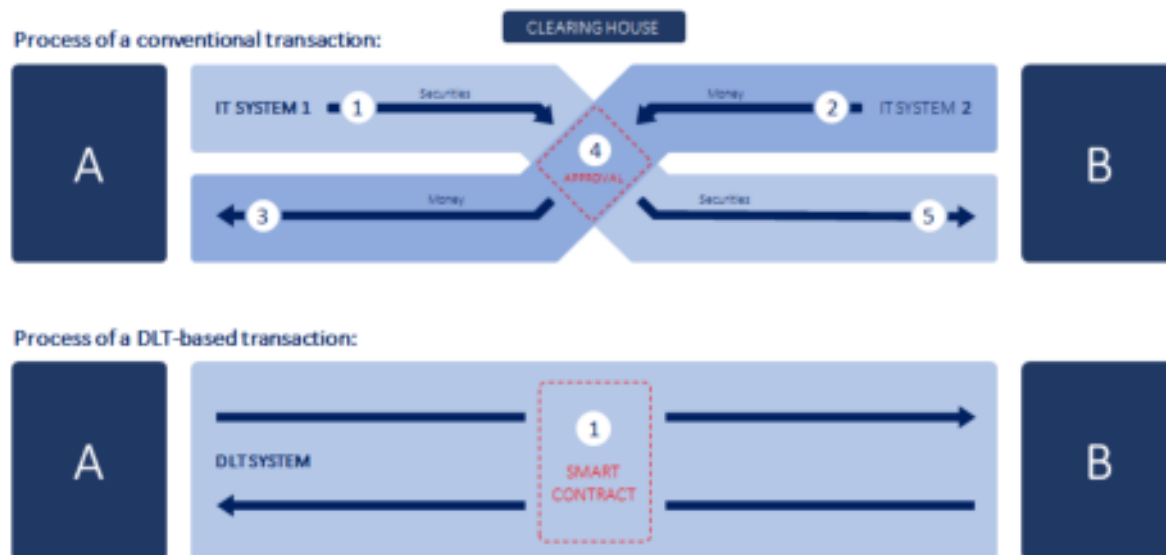 CLEARING HOUSE
Process of a conventional transaction:
A
IT SYSTEM 1
1
Securities
Money
2
IT SYSTEM 2
B
4
APPROVAL
3
Money
Securities
5
Process of a DLT-based transaction:
A
DLT SYSTEM
1
SMART
CONTRACT
B